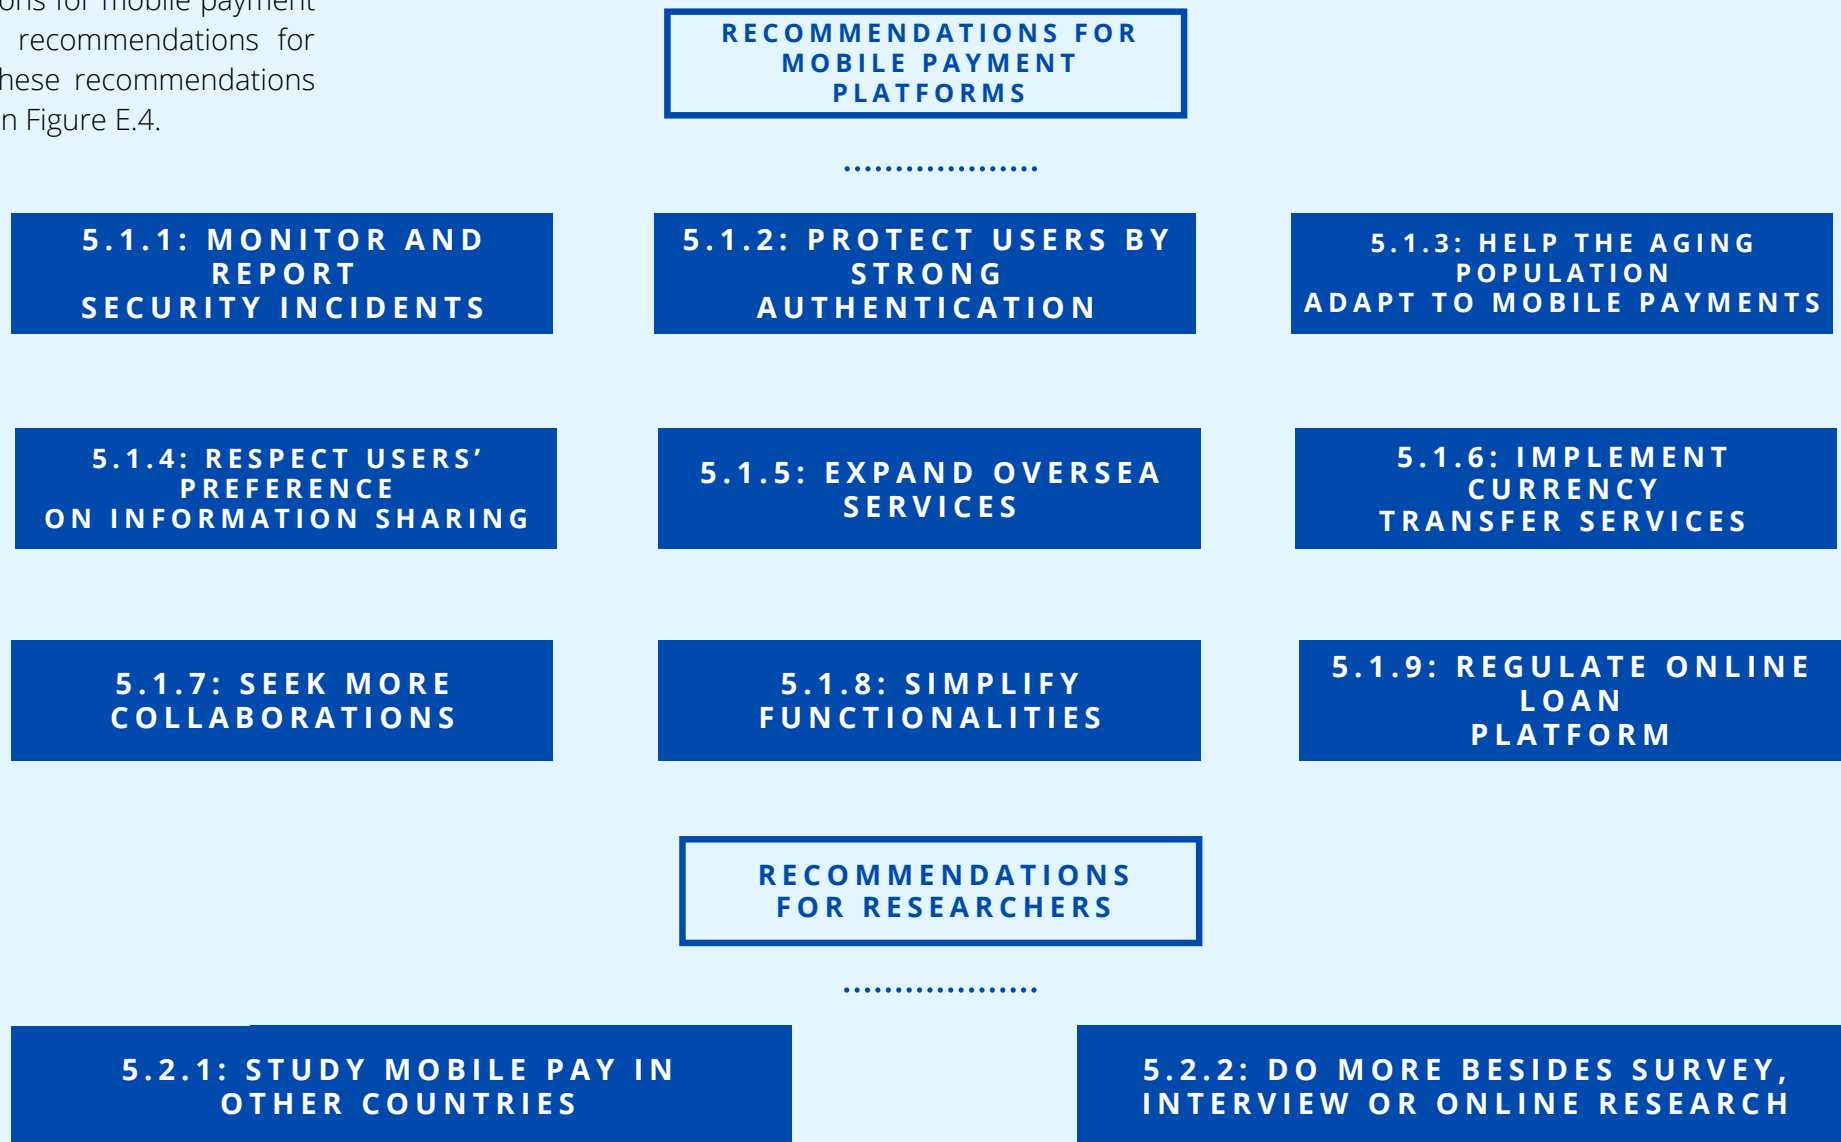 ons for mobile payment
recommendations for
hese recommendations
n Figure E.4.
RECOMMENDATIONS FOR
MOBILE PAYMENT
PLATFORMS
5.1.1: MONITOR AND
REPORT
SECURITY INCIDENTS
5.1.2: PROTECT USERS BY
STRONG
AUTHENTICATION
5.1.3: HELP THE AGING
POPULATION
ADAPT TO MOBILE PAYMENTS
5.1.4: RESPECT USERS’
PREFERENCE
ON INFORMATION SHARING
5.1.5: EXPAND OVERSEA
SERVICES
5.1.6: IMPLEMENT
CURRENCY
TRANSFER SERVICES
5.1.7: SEEK MORE
COLLABORATIONS
5.1.8: SIMPLIFY
FUNCTIONALITIES
5.1.9: REGULATE ONLINE
LOAN
PLATFORM
RECOMMENDATIONS
FOR RESEARCHERS
5.2.1: STUDY MOBILE PAY IN
OTHER COUNTRIES
5.2.2: DO MORE BESIDES SURVEY,
INTERVIEW OR ONLINE RESEARCH